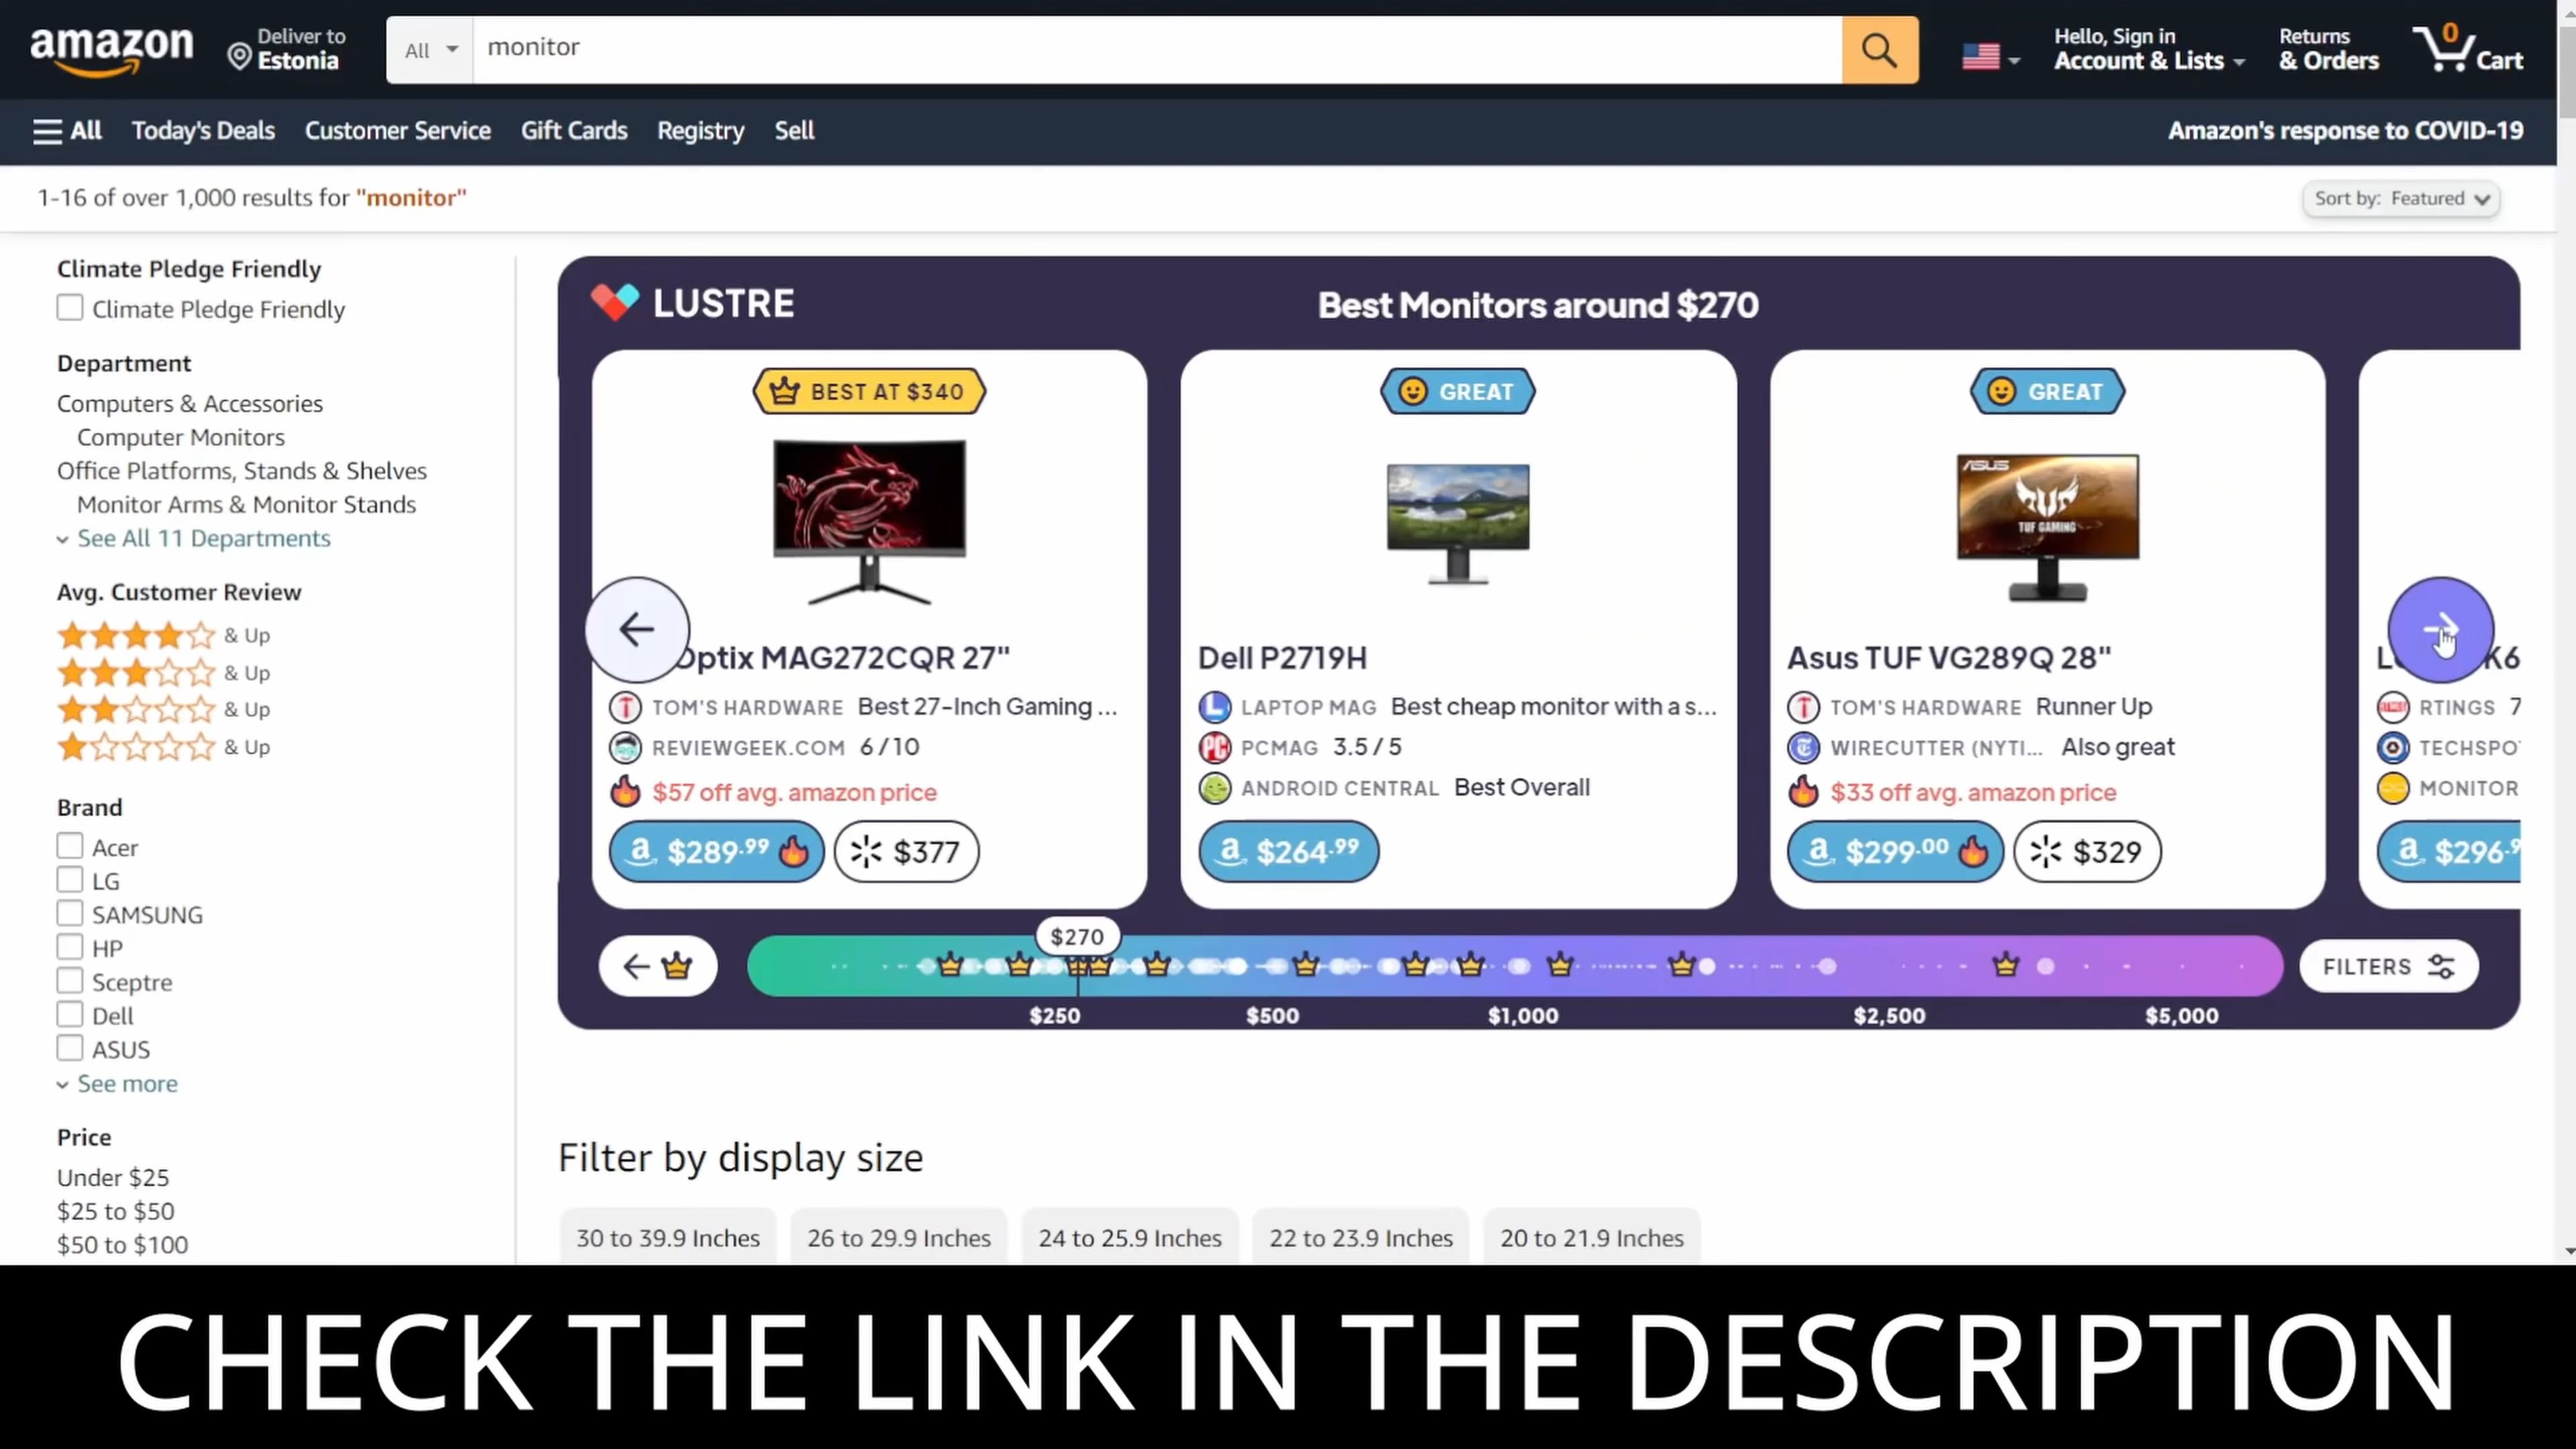 amazon
Deliver to
Estonia
All
monitor
Hello, Sign in
Account & Lists
Returns
& Orders
0
Cart
All
Today's Deals
Customer Service
Gift Cards
Registry
Sell
Amazon's response to COVID-19
1-16 of over 1,000 results for "monitor"
Sort by: Featured
Climate Pledge Friendly
Climate Pledge Friendly
Department
Computers & Accessories
Computer Monitors
Office Platforms, Stands & Shelves
Monitor Arms & Monitor Stands
See All 11 Departments
Avg. Customer Review
& Up
& Up
& Up
& Up
Brand
Acer
LG
SAMSUNG
HP
Sceptre
Dell
ASUS
See more
Price
Under $25
$25 to $50
$50 to $100
LUSTRE
Best Monitors around $270
BEST AT $340
Optix MAG272CQR 27"
TOM'S HARDWARE Best 27-Inch Gaming ...
REVIEWGEEK.COM 6/10
$57 off avg. amazon price
a $289.99
$377
GREAT
Dell P2719H
LAPTOP MAG Best cheap monitor with a s...
PC PCMAG 3.5/5
ANDROID CENTRAL Best Overall
a $264.99
GREAT
ASUS
TUF GAMING
Asus TUF VG289Q 28"
TOM'S HARDWARE Runner Up
WIRECUTTER (NYTI... Also great
$33 off avg. amazon price
a $299.00
$329
K6
RTINGS 7
TECHSPO
MONITOR
a $296.9
$270
FILTERS
$250
$500
$1,000
$2,500
$5,000
Filter by display size
30 to 39.9 Inches
26 to 29.9 Inches
24 to 25.9 Inches
22 to 23.9 Inches
20 to 21.9 Inches
CHECK THE LINK IN THE DESCRIPTION